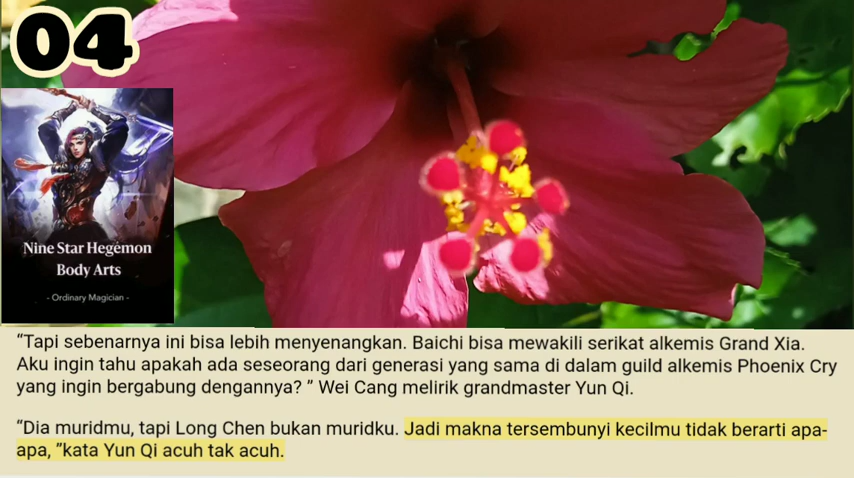 04
Nine Star Hegemon
Body Arts
- Ordinary Magician -
“Tapi sebenarnya ini bisa lebih menyenangkan. Baichi bisa mewakili serikat alkemis Grand Xia.
Aku ingin tahu apakah ada seseorang dari generasi yang sama di dalam guild alkemis Phoenix Cry
yang ingin bergabung dengannya? ” Wei Cang melirik grandmaster Yun Qi.
“Dia muridmu, tapi Long Chen bukan muridku. Jadi makna tersembunyi kecilmu tidak berarti apa-
apa, ”kata Yun Qi acuh tak acuh.